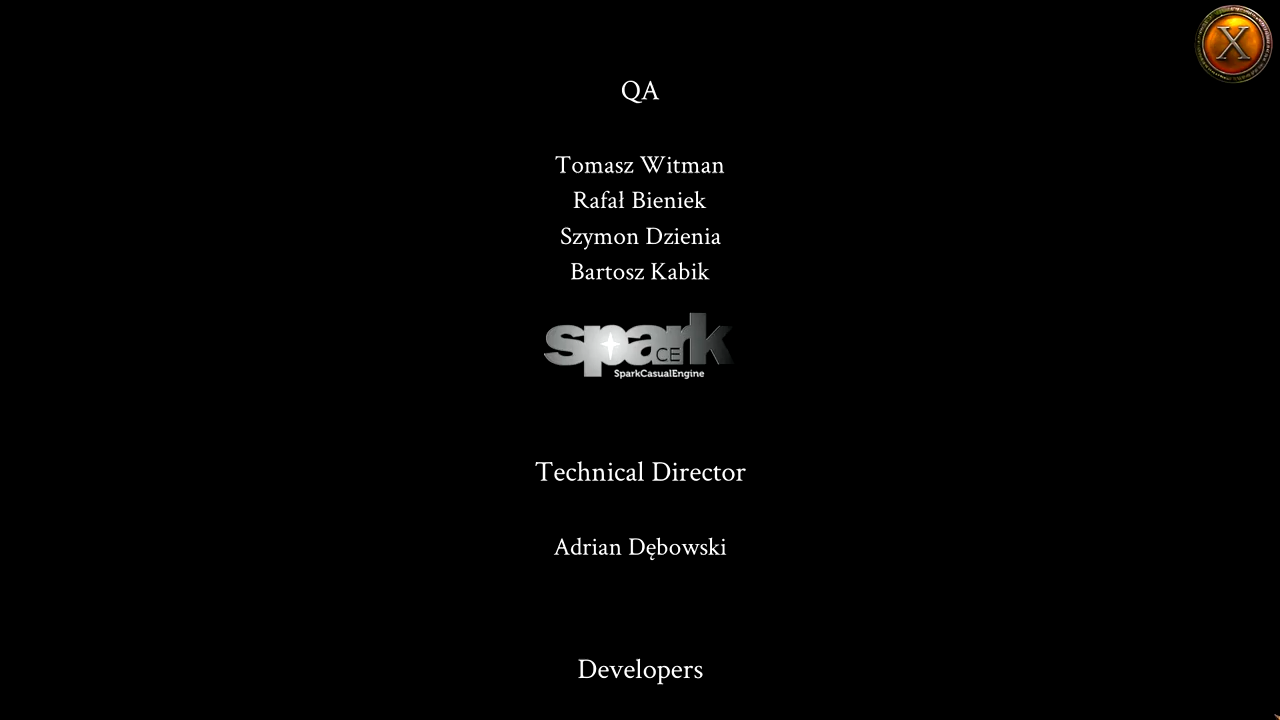 X
QA
Tomasz Witman
Rafał Bieniek
Szymon Dzienia
Bartosz Kabik
spark
CE
SparkCasualEngine
Technical Director
Adrian Dębowski
Developers